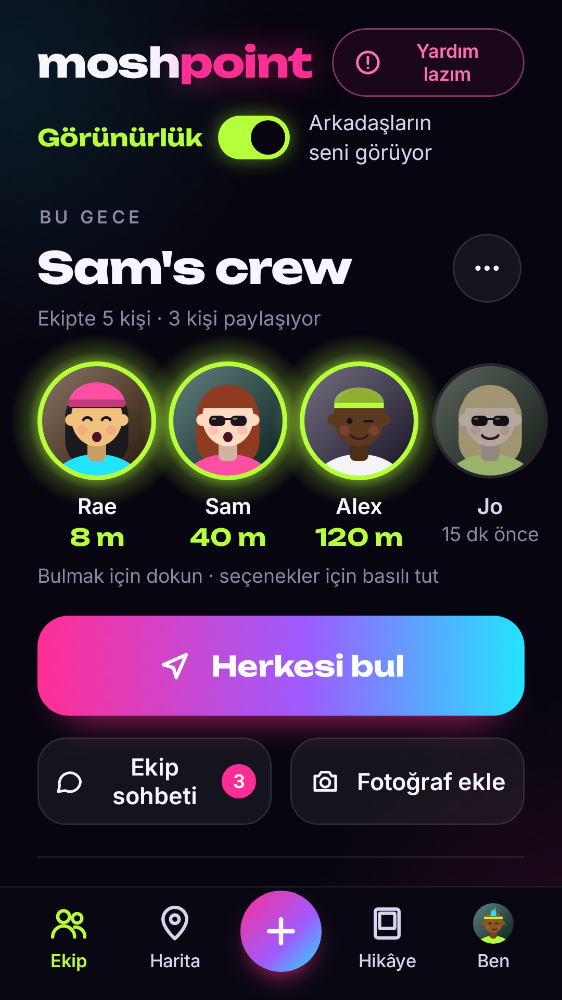 moshpoint
Yardım
lazım
Görünürlük
Arkadaşların
seni görüyor
BU GECE
Sam's crew
Ekipte 5 kişi · 3 kişi paylaşıyor
Rae
8 m
Sam
40 m
Alex
120 m
Jo
15 dk önce
Bulmak için dokun · seçenekler için basılı tut
Herkesi bul
Ekip
sohbeti
3
Fotoğraf ekle
Ekip
Harita
Hikâye
Ben